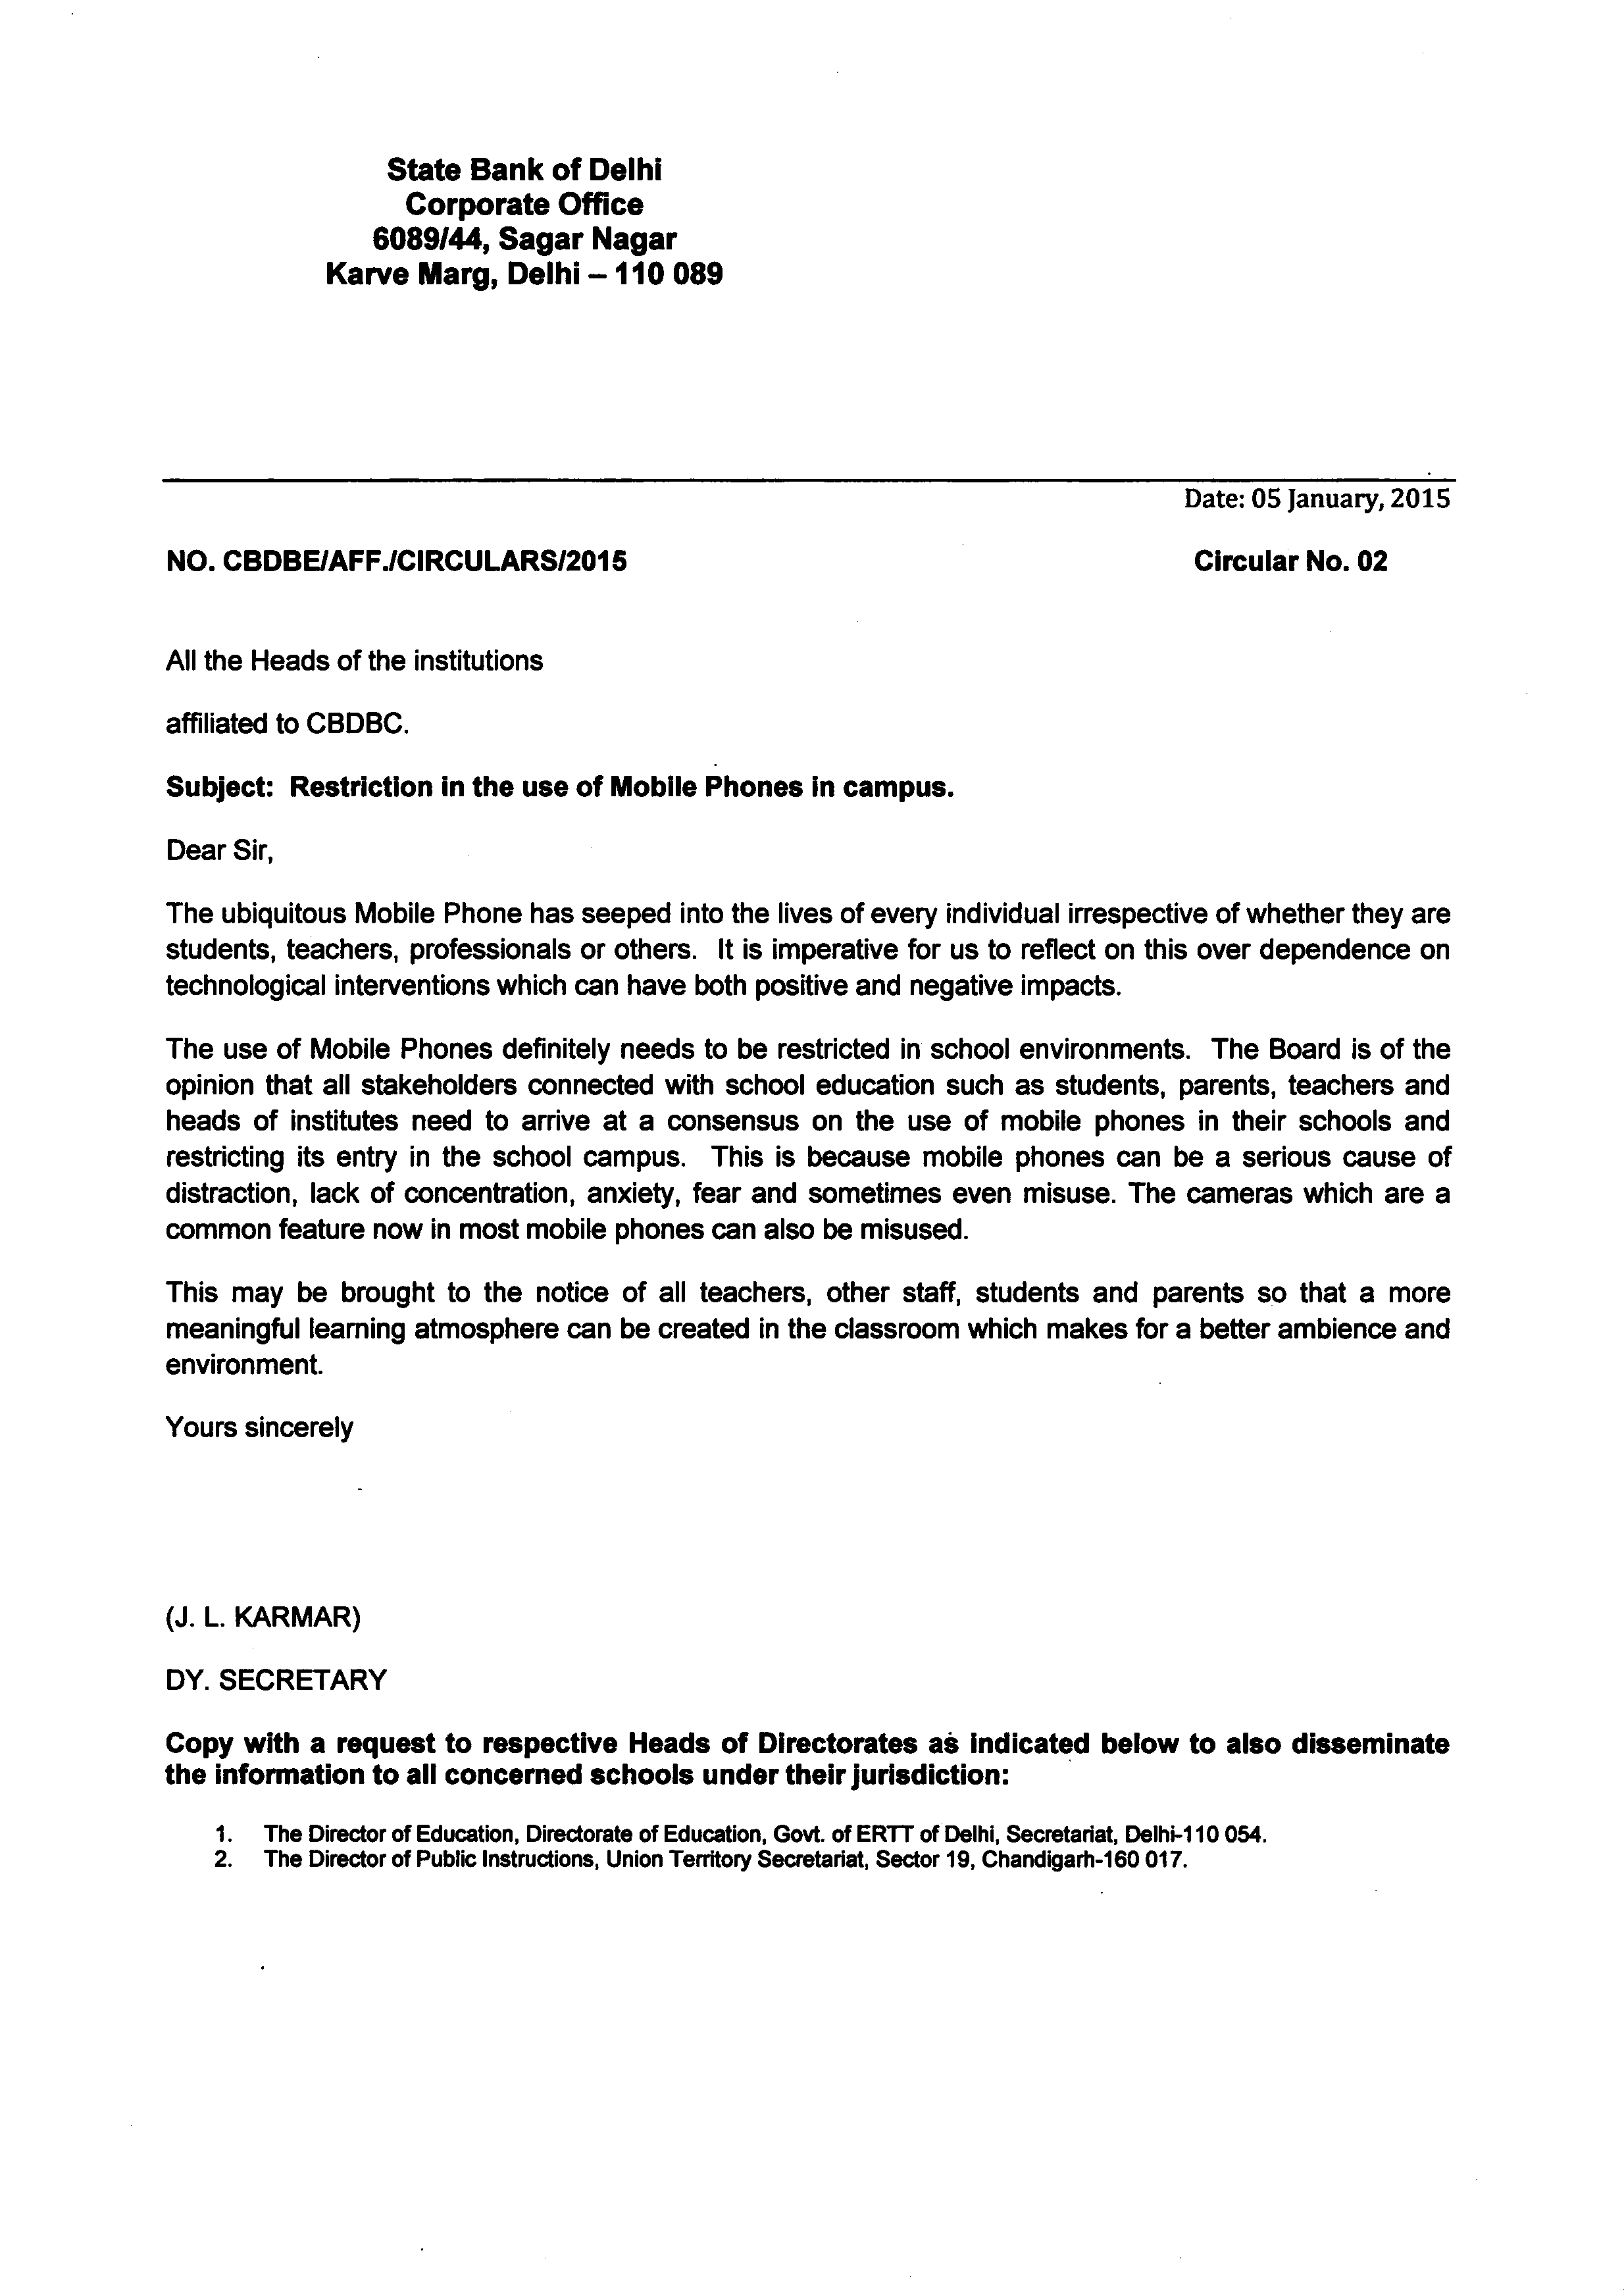 State Bank of Delhi
Corporate Office
6089/44, Sagar Nagar
Karve Marg, Delhi – 110 089
Date: 05 January, 2015
NO. CBDBE/AFF./CIRCULARS/2015 Circular No. 02
All the Heads of the institutions
affiliated to CBDBC.
Subject: Restriction in the use of Mobile Phones in campus.
Dear Sir,
The ubiquitous Mobile Phone has seeped into the lives of every individual irrespective of whether they are
students, teachers, professionals or others. It is imperative for us to reflect on this over dependence on
technological interventions which can have both positive and negative impacts.
The use of Mobile Phones definitely needs to be restricted in school environments. The Board is of the
opinion that all stakeholders connected with school education such as students, parents, teachers and
heads of institutes need to arrive at a consensus on the use of mobile phones in their schools and
restricting its entry in the school campus. This is because mobile phones can be a serious cause of
distraction, lack of concentration, anxiety, fear and sometimes even misuse. The cameras which are a
common feature now in most mobile phones can also be misused.
This may be brought to the notice of all teachers, other staff, students and parents so that a more
meaningful learning atmosphere can be created in the classroom which makes for a better ambience and
environment.
Yours sincerely
(J. L. KARMAR)
DY. SECRETARY
Copy with a request to respective Heads of Directorates as indicated below to also disseminate
the information to all concerned schools under their jurisdiction:
1. The Director of Education, Directorate of Education, Govt. of ERTT of Delhi, Secretariat, Delhi-110 054.
2. The Director of Public Instructions, Union Territory Secretariat, Sector 19, Chandigarh-160 017.